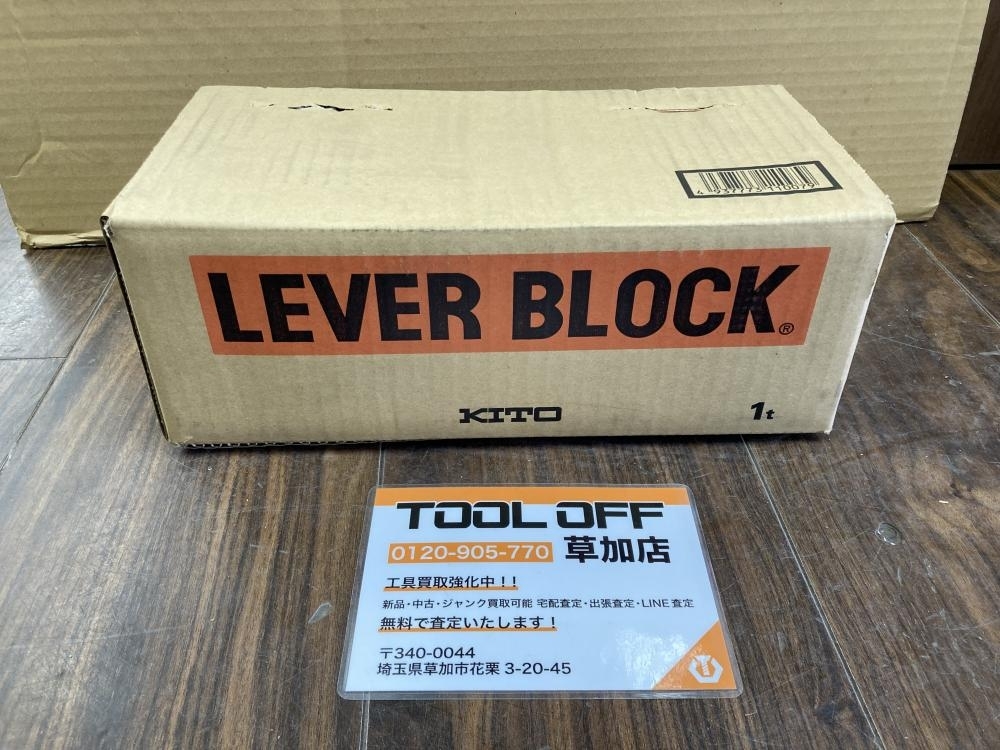 4 937773 110079
LEVER BLOCK®
KITO 1t
TOOL OFF
0120-905-770 草加店
工具買取強化中！！
新品・中古・ジャンク買取可能 宅配査定・出張査定・LINE査定
無料で査定いたします！
〒340-0044
埼玉県草加市花栗 3-20-45